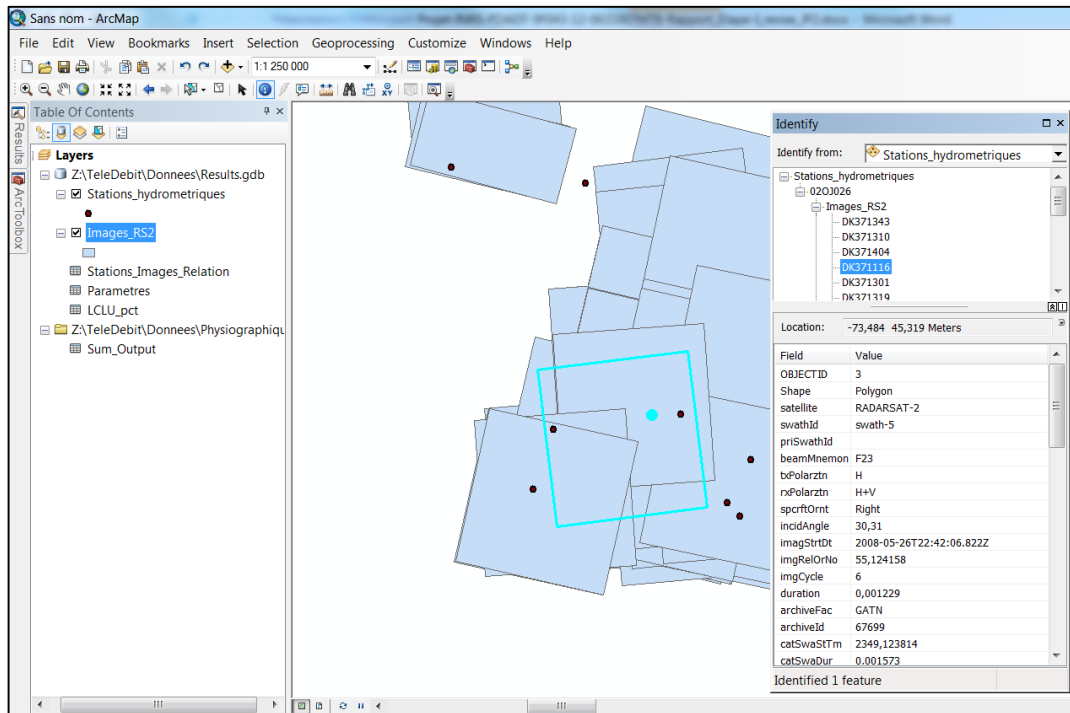 Sans nom - ArcMap
File Edit View Bookmarks Insert Selection Geoprocessing Customize Windows Help
1:1 250 000
Table Of Contents
Results
ArcToolbox
Layers
Z:\TeleDebit\Donnees\Results.gdb
Stations_hydrometriques
Images_RS2
Stations_Images_Relation
Parametres
LCLU_pct
Z:\TeleDebit\Donnees\Physiographiqu
Sum_Output
Identify
Identify from: Stations_hydrometriques
Stations_hydrometriques
02OJ026
Images_RS2
DK371343
DK371310
DK371404
DK371116
DK371301
DK371319
Location: -73,484 45,319 Meters
Field Value
OBJECTID 3
Shape Polygon
satellite RADARSAT-2
swathId swath-5
priSwathId
beamMnemon F23
txPolarztn H
rxPolarztn H+V
spcrftOrnt Right
incidAngle 30,31
imagStrtDt 2008-05-26T22:42:06.822Z
imgRelOrNo 55,124158
imgCycle 6
duration 0,001229
archiveFac GATN
archiveId 67699
catSwaStTm 2349,123814
catSwaDur 0.001573
Identified 1 feature